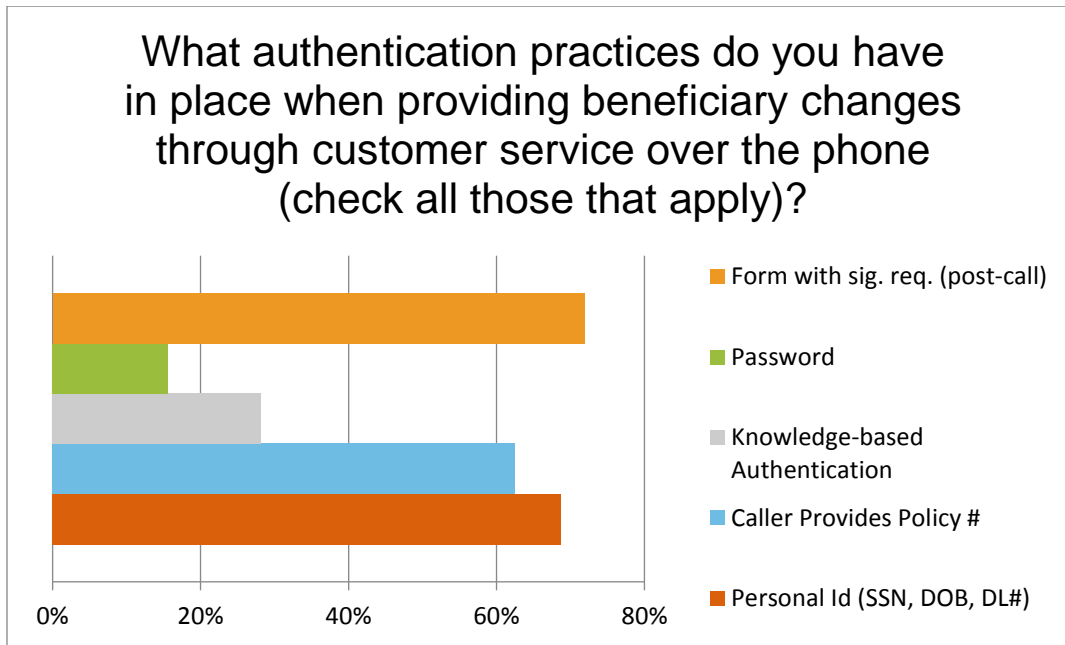 What authentication practices do you have
in place when providing beneficiary changes
through customer service over the phone
(check all those that apply)?
Form with sig. req. (post-call)
Password
Knowledge-based
Authentication
Caller Provides Policy #
Personal Id (SSN, DOB, DL#)
0% 20% 40% 60% 80%